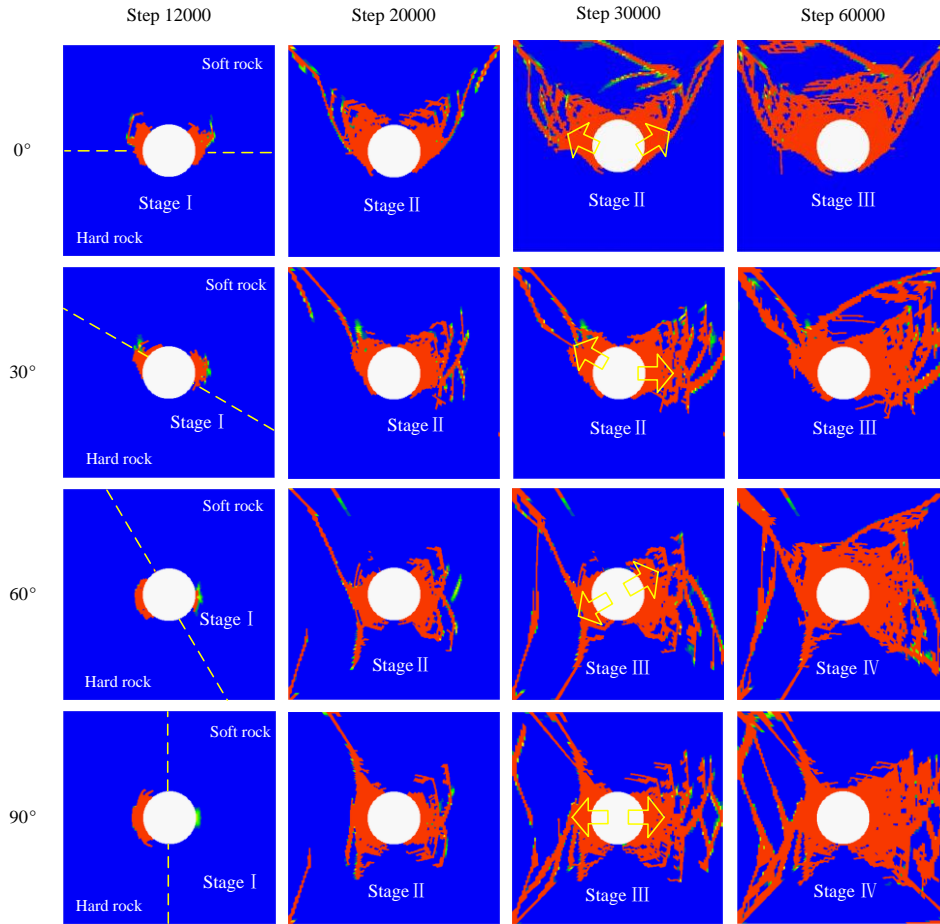 Step 12000
Step 20000
Step 30000
Step 60000
Soft rock
0°
Stage Ⅰ
Stage Ⅱ
Stage Ⅱ
Stage Ⅲ
Hard rock
Soft rock
30°
Stage Ⅰ
Stage Ⅱ
Stage Ⅱ
Stage Ⅲ
Hard rock
Soft rock
60°
Stage Ⅰ
Stage Ⅱ
Stage Ⅲ
Stage Ⅳ
Hard rock
Soft rock
90°
Stage Ⅰ
Stage Ⅱ
Stage Ⅲ
Stage Ⅳ
Hard rock